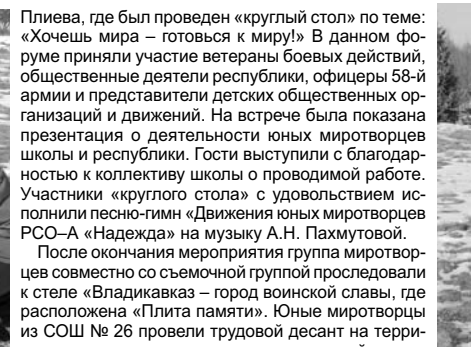 Плиева, где был проведен «круглый стол» по теме:
«Хочешь мира – готовься к миру!» В данном фо-
руме приняли участие ветераны боевых действий,
общественные деятели республики, офицеры 58-й
армии и представители детских общественных ор-
ганизаций и движений. На встрече была показана
презентация о деятельности юных миротворцев
школы и республики. Гости выступили с благодар-
ностью к коллективу школы о проводимой работе.
Участники «круглого стола» с удовольствием ис-
полнили песню-гимн «Движения юных миротворцев
РСО–А «Надежда» на музыку А.Н. Пахмутовой.
После окончания мероприятия группа миротвор-
цев совместно со съемочной группой проследовали
к стеле «Владикавказ – город воинской славы, где
расположена «Плита памяти». Юные миротворцы
из СОШ № 26 провели трудовой десант на терри-